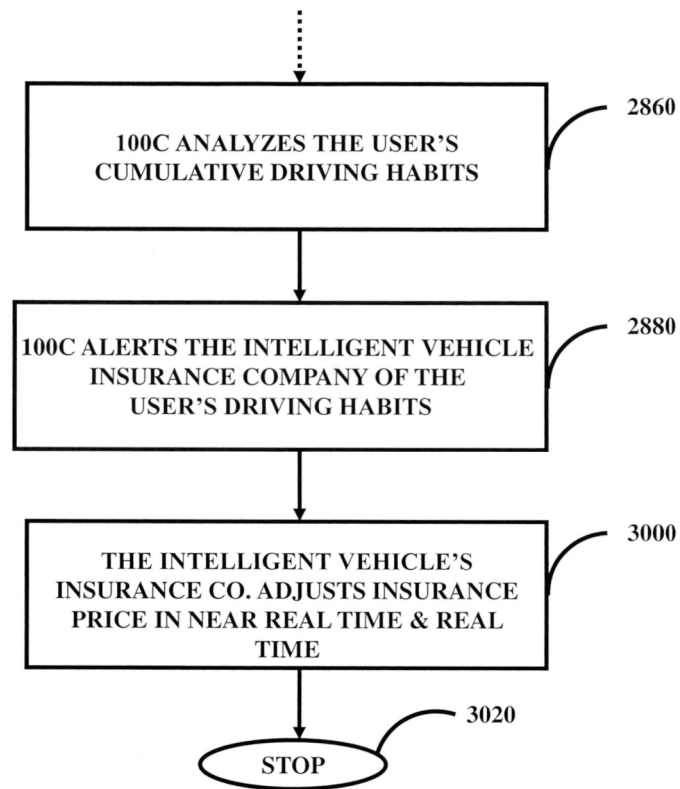 2860
100C ANALYZES THE USER'S
CUMULATIVE DRIVING HABITS
2880
100C ALERTS THE INTELLIGENT VEHICLE
INSURANCE COMPANY OF THE
USER'S DRIVING HABITS
3000
THE INTELLIGENT VEHICLE'S
INSURANCE CO. ADJUSTS INSURANCE
PRICE IN NEAR REAL TIME & REAL
TIME
3020
STOP